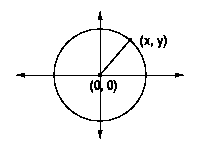 (x, y)
(0, 0)